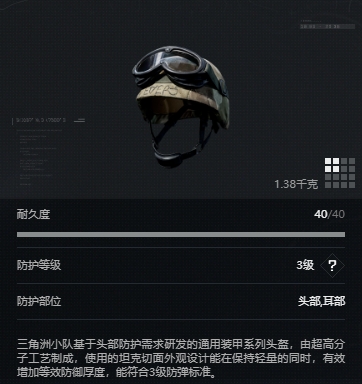 1.38千克
耐久度 40/40
防护等级 3级 ?
防护部位 头部,耳部
三角洲小队基于头部防护需求研发的通用装甲系列头盔，由超高分
子工艺制成，使用的坦克切面外观设计能在保持轻量的同时，有效
增加等效防御厚度，能符合3级防弹标准。